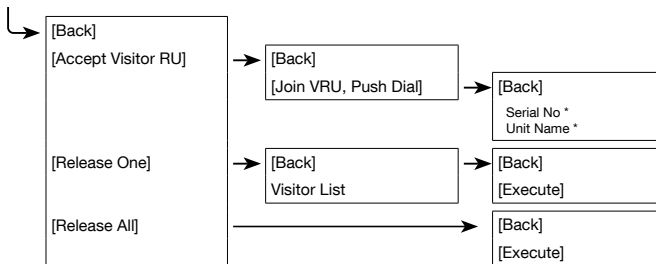 [Back]
[Accept Visitor RU]
[Back]
[Join VRU, Push Dial]
[Back]
Serial No *
Unit Name *
[Release One]
[Back]
Visitor List
[Back]
[Execute]
[Release All]
[Back]
[Execute]